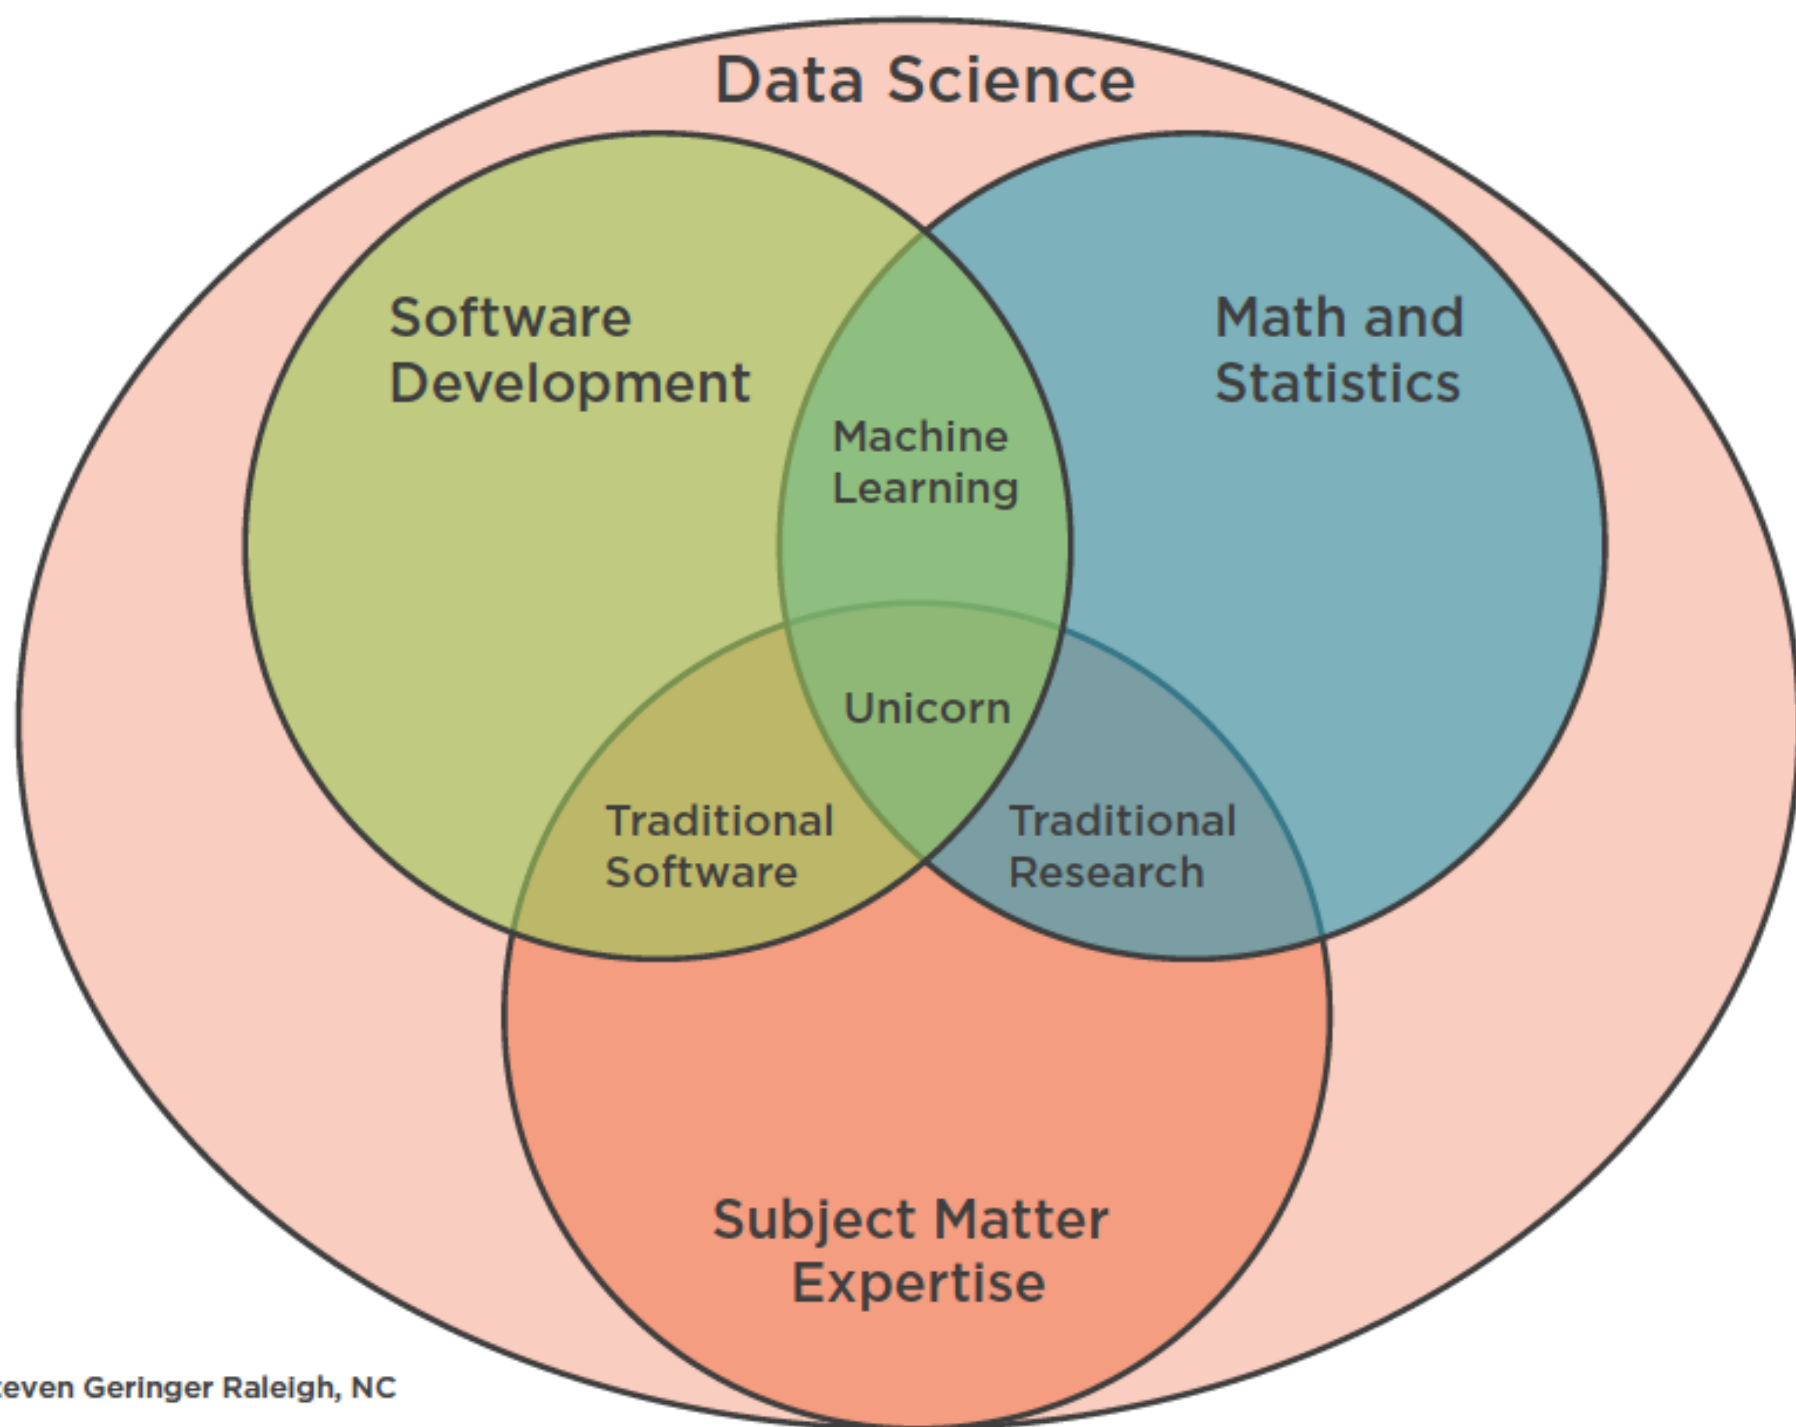 Data Science
Software
Development
Math and
Statistics
Machine
Learning
Unicorn
Traditional
Software
Traditional
Research
Subject Matter
Expertise
teven Geringer Raleigh, NC